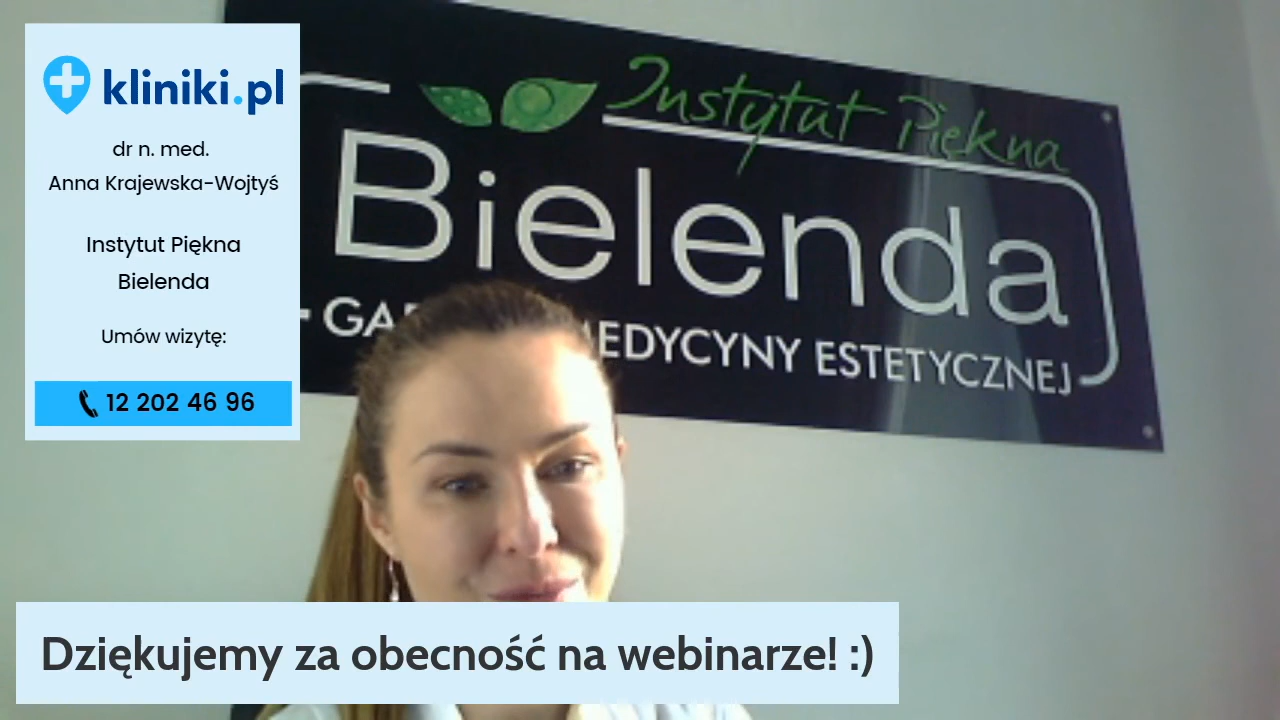 kliniki.pl
dr n. med.
Anna Krajewska-Wojtyś
Instytut Piękna
Bielenda
Umów wizytę:
12 202 46 96
Instytut Piękna
Bielenda
MEDYCYNY ESTETYCZNEJ
Dziękujemy za obecność na webinarze! :)